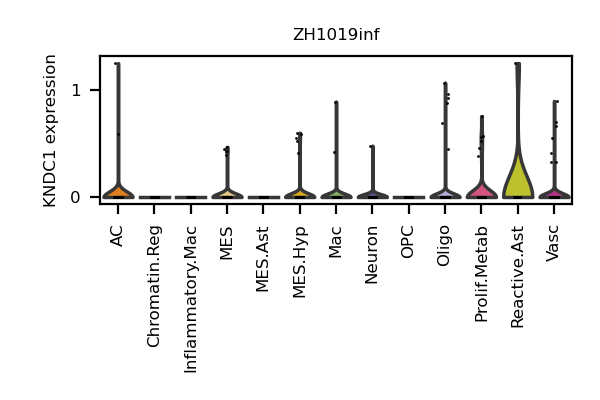 ZH1019inf
KNDC1 expression
1
0
AC
Chromatin.Reg
Inflammatory.Mac
MES
MES.Ast
MES.Hyp
Mac
Neuron
OPC
Oligo
Prolif.Metab
Reactive.Ast
Vasc